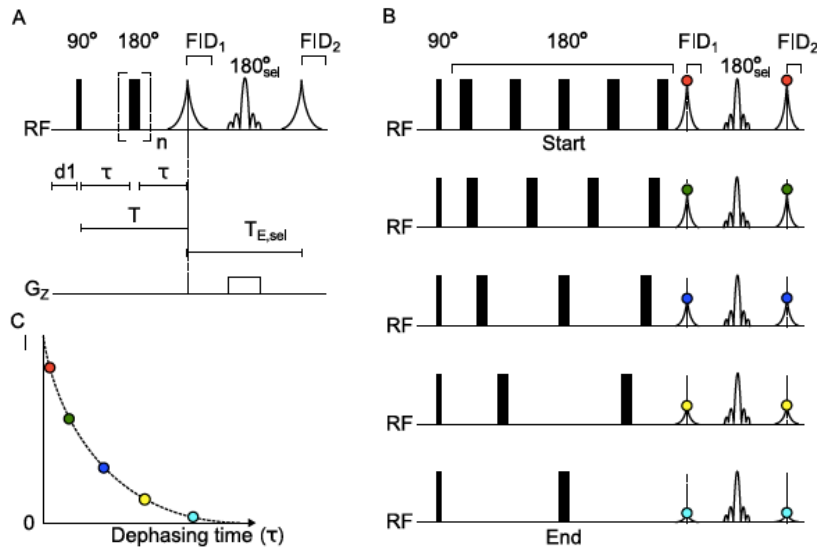 A
90° 180° FID₁ FID₂
180°sel
RF
n
d1 τ τ
T
TE,sel
Gz
C
I
0
Dephasing time (τ)
B
90° 180° FID₁ 180°sel FID₂
RF
Start
RF
RF
RF
RF
End